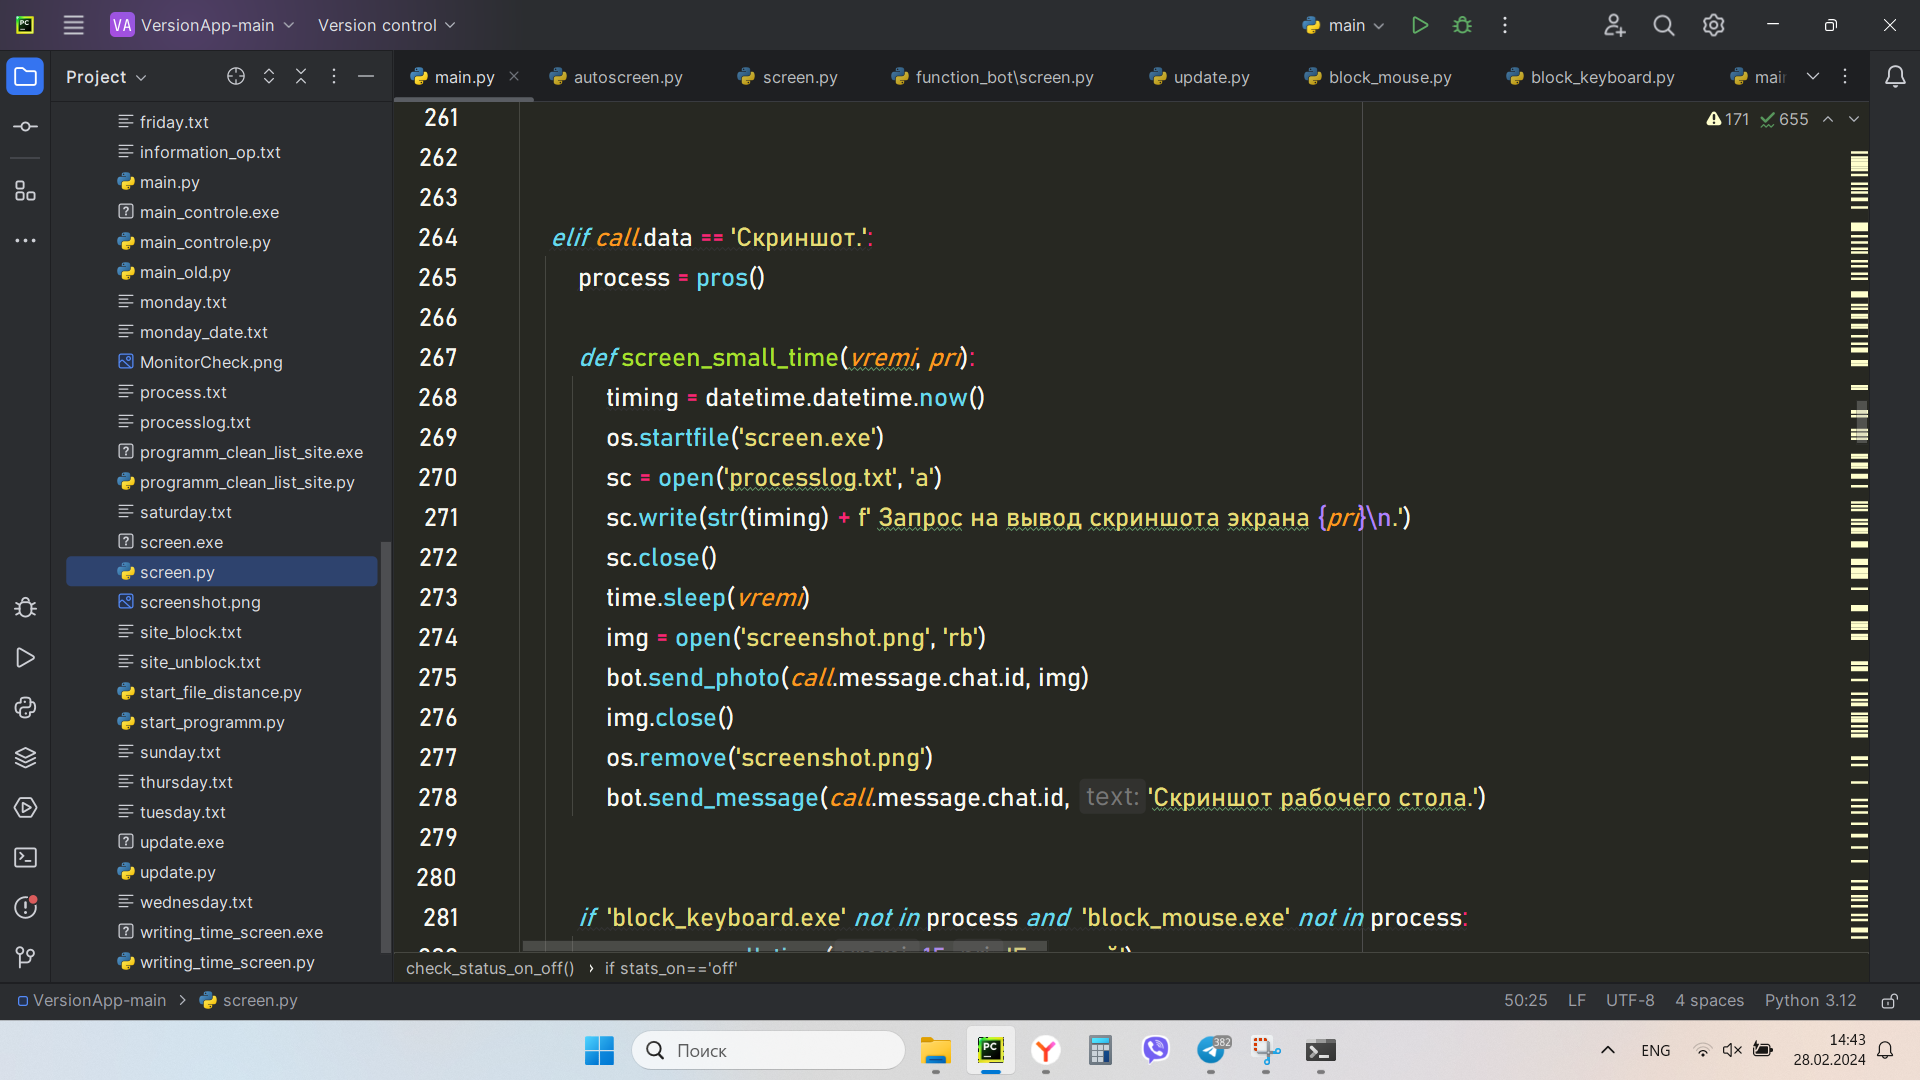 VA VersionApp-main Version control main
Project
main.py autoscreen.py screen.py function_bot\screen.py update.py block_mouse.py block_keyboard.py mai
171 655
friday.txt
information_op.txt
main.py
main_controle.exe
main_controle.py
main_old.py
monday.txt
monday_date.txt
MonitorCheck.png
process.txt
processlog.txt
programm_clean_list_site.exe
programm_clean_list_site.py
saturday.txt
screen.exe
screen.py
screenshot.png
site_block.txt
site_unblock.txt
start_file_distance.py
start_programm.py
sunday.txt
thursday.txt
tuesday.txt
update.exe
update.py
wednesday.txt
writing_time_screen.exe
writing_time_screen.py
261
262
263
264 elif call.data == 'Скриншот.':
265 process = pros()
266
267 def screen_small_time(vremi, pri):
268 timing = datetime.datetime.now()
269 os.startfile('screen.exe')
270 sc = open('processlog.txt', 'a')
271 sc.write(str(timing) + f' Запрос на вывод скриншота экрана {pri}\n.')
272 sc.close()
273 time.sleep(vremi)
274 img = open('screenshot.png', 'rb')
275 bot.send_photo(call.message.chat.id, img)
276 img.close()
277 os.remove('screenshot.png')
278 bot.send_message(call.message.chat.id, text: 'Скриншот рабочего стола.')
279
280
281 if 'block_keyboard.exe' not in process and 'block_mouse.exe' not in process:
check_status_on_off() › if stats_on=='off'
VersionApp-main > screen.py 50:25 LF UTF-8 4 spaces Python 3.12
Поиск 382 ENG 14:43
28.02.2024